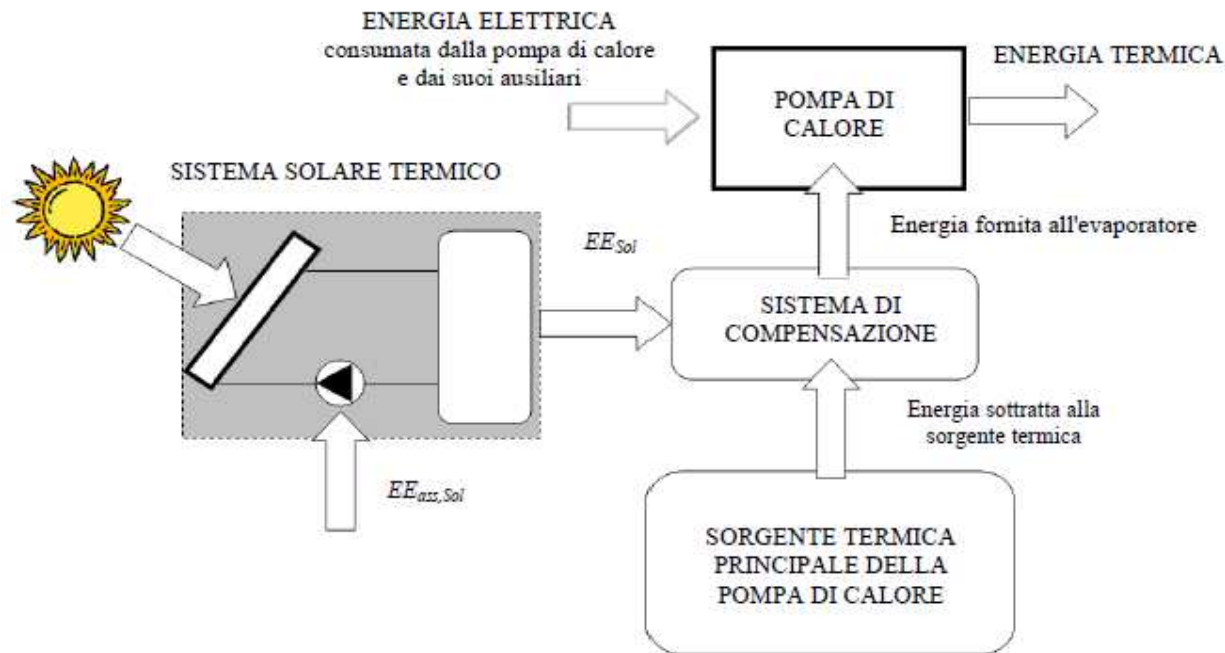 ENERGIA ELETTRICA
consumata dalla pompa di calore
e dai suoi ausiliari
ENERGIA TERMICA
POMPA DI
CALORE
SISTEMA SOLARE TERMICO
Energia fornita all'evaporatore
EE_Sol
SISTEMA DI
COMPENSAZIONE
Energia sottratta alla
sorgente termica
EE_ass,Sol
SORGENTE TERMICA
PRINCIPALE DELLA
POMPA DI CALORE